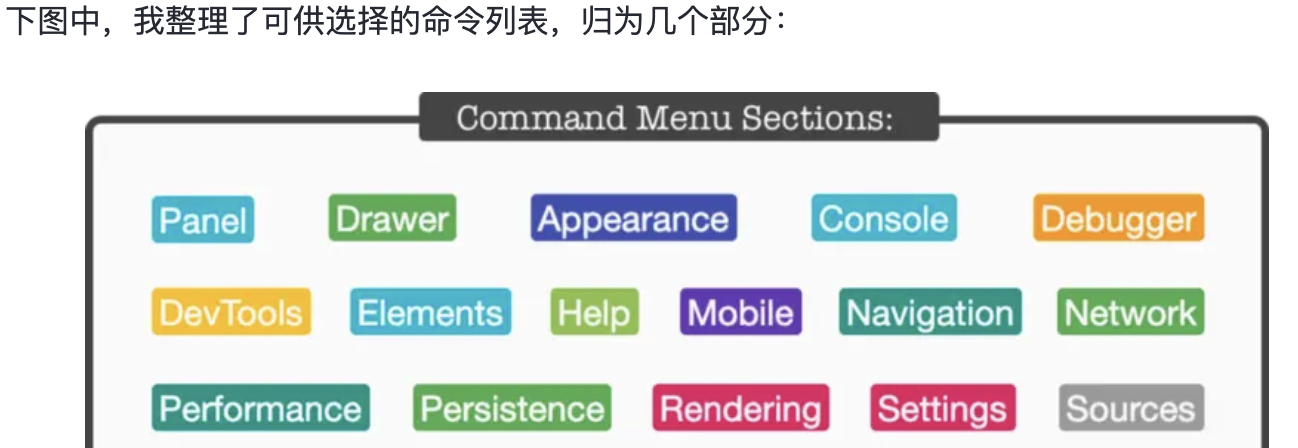 下图中，我整理了可供选择的命令列表，归为几个部分：
Command Menu Sections:
Panel Drawer Appearance Console Debugger
DevTools Elements Help Mobile Navigation Network
Performance Persistence Rendering Settings Sources